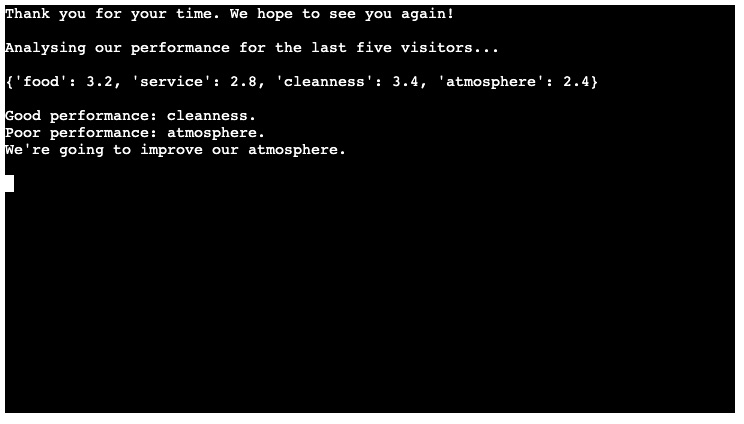 Thank you for your time. We hope to see you again!
Analysing our performance for the last five visitors...
{'food': 3.2, 'service': 2.8, 'cleanness': 3.4, 'atmosphere': 2.4}
Good performance: cleanness.
Poor performance: atmosphere.
We're going to improve our atmosphere.